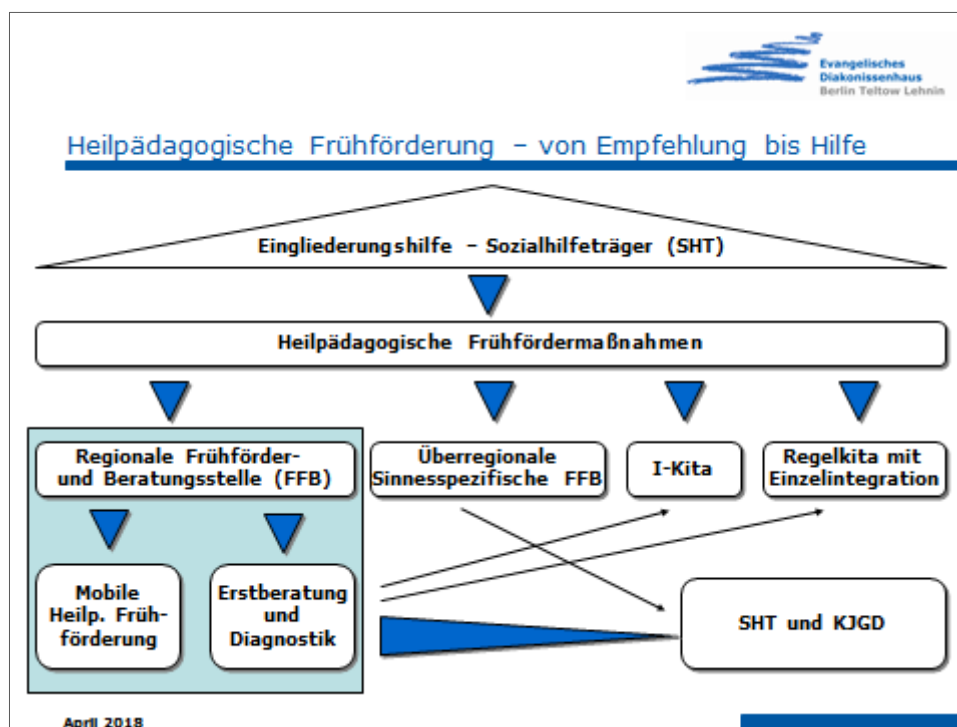 Evangelisches
Diakonissenhaus
Berlin Teltow Lehnin
Heilpädagogische Frühförderung – von Empfehlung bis Hilfe
Eingliederungshilfe – Sozialhilfeträger (SHT)
Heilpädagogische Frühfördermaßnahmen
Regionale Frühförder-
und Beratungsstelle (FFB)
Überregionale
Sinnesspezifische FFB
I-Kita
Regelkita mit
Einzelintegration
Mobile
Heilp. Früh-
förderung
Erstberatung
und
Diagnostik
SHT und KJGD
April 2018